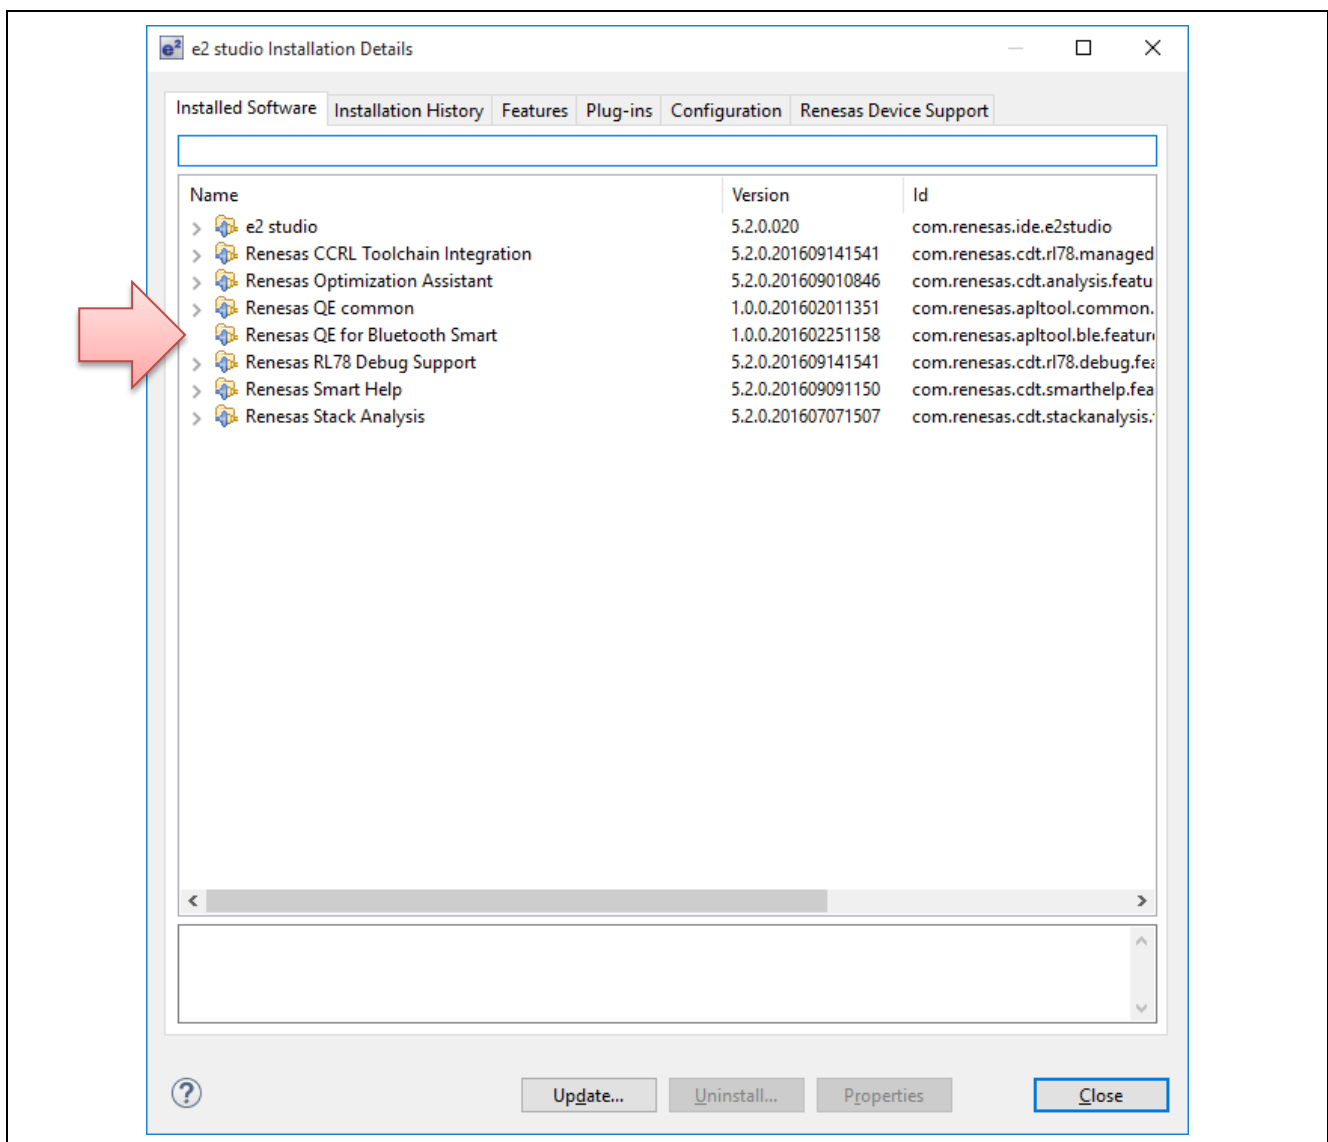 e2 studio Installation Details
Installed Software Installation History Features Plug-ins Configuration Renesas Device Support
Name Version Id
e2 studio 5.2.0.020 com.renesas.ide.e2studio
Renesas CCRL Toolchain Integration 5.2.0.201609141541 com.renesas.cdt.rl78.managed
Renesas Optimization Assistant 5.2.0.201609010846 com.renesas.cdt.analysis.featu
Renesas QE common 1.0.0.201602011351 com.renesas.apltool.common.
Renesas QE for Bluetooth Smart 1.0.0.201602251158 com.renesas.apltool.ble.feature
Renesas RL78 Debug Support 5.2.0.201609141541 com.renesas.cdt.rl78.debug.fea
Renesas Smart Help 5.2.0.201609091150 com.renesas.cdt.smarthelp.fea
Renesas Stack Analysis 5.2.0.201607071507 com.renesas.cdt.stackanalysis.
Update... Uninstall... Properties Close